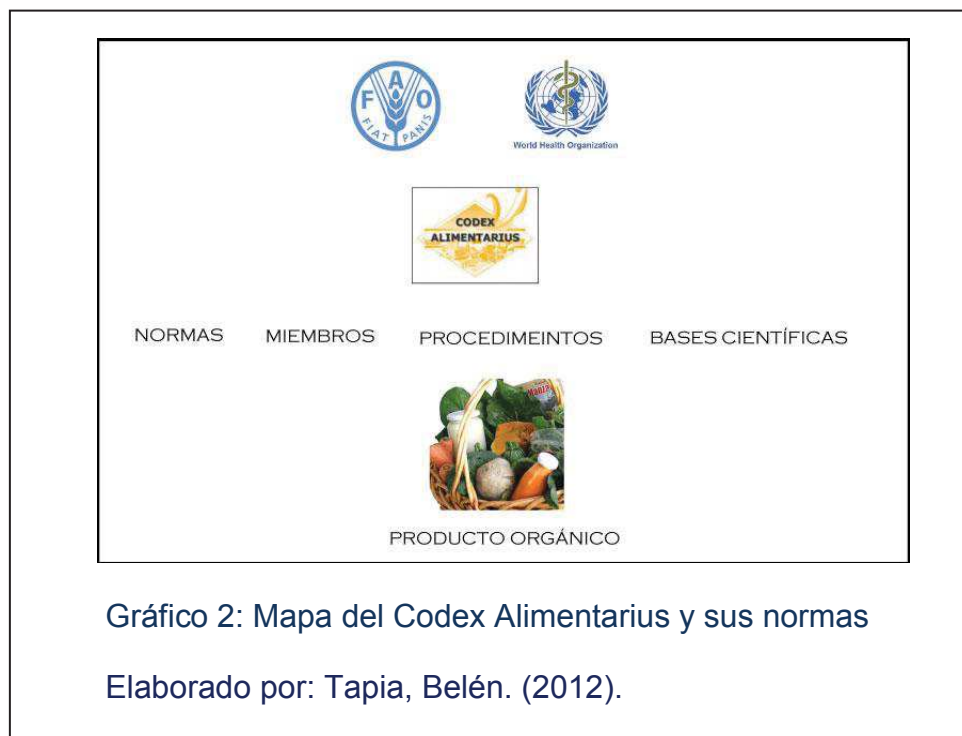 F A O
FIAT PANIS
World Health Organization
CODEX
ALIMENTARIUS
NORMAS MIEMBROS PROCEDIMEINTOS BASES CIENTÍFICAS
Manza
PRODUCTO ORGÁNICO
Gráfico 2: Mapa del Codex Alimentarius y sus normas
Elaborado por: Tapia, Belén. (2012).